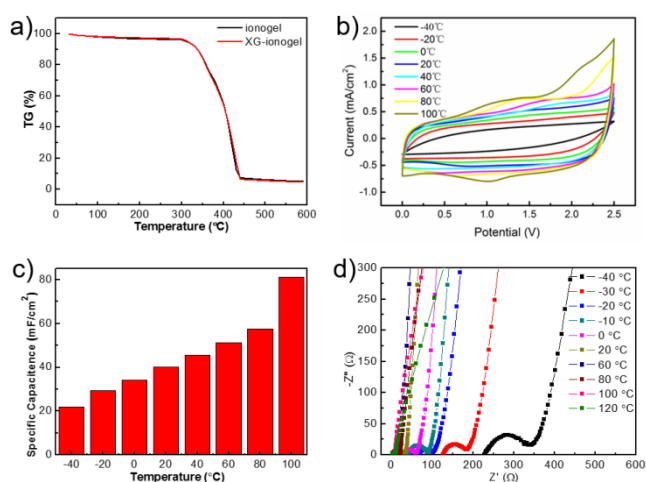 a)
100
80
60
40
20
0
TG (%)
ionogel
XG-ionogel
0
100
200
300
400
500
600
Temperature (°C)
b)
2.0
1.5
1.0
0.5
0.0
-0.5
-1.0
Current (mA/cm²)
-40℃
-20℃
0℃
20℃
40℃
60℃
80℃
100℃
0.0
0.5
1.0
1.5
2.0
2.5
Potential (V)
c)
80
60
40
20
0
Specific Capacitence (mF/cm²)
-40
-20
0
20
40
60
80
100
Temperature (°C)
d)
300
250
200
150
100
50
0
-Z'' (Ω)
-40 °C
-30 °C
-20 °C
-10 °C
0 °C
20 °C
60 °C
80 °C
100 °C
120 °C
0
100
200
300
400
500
600
Z' (Ω)